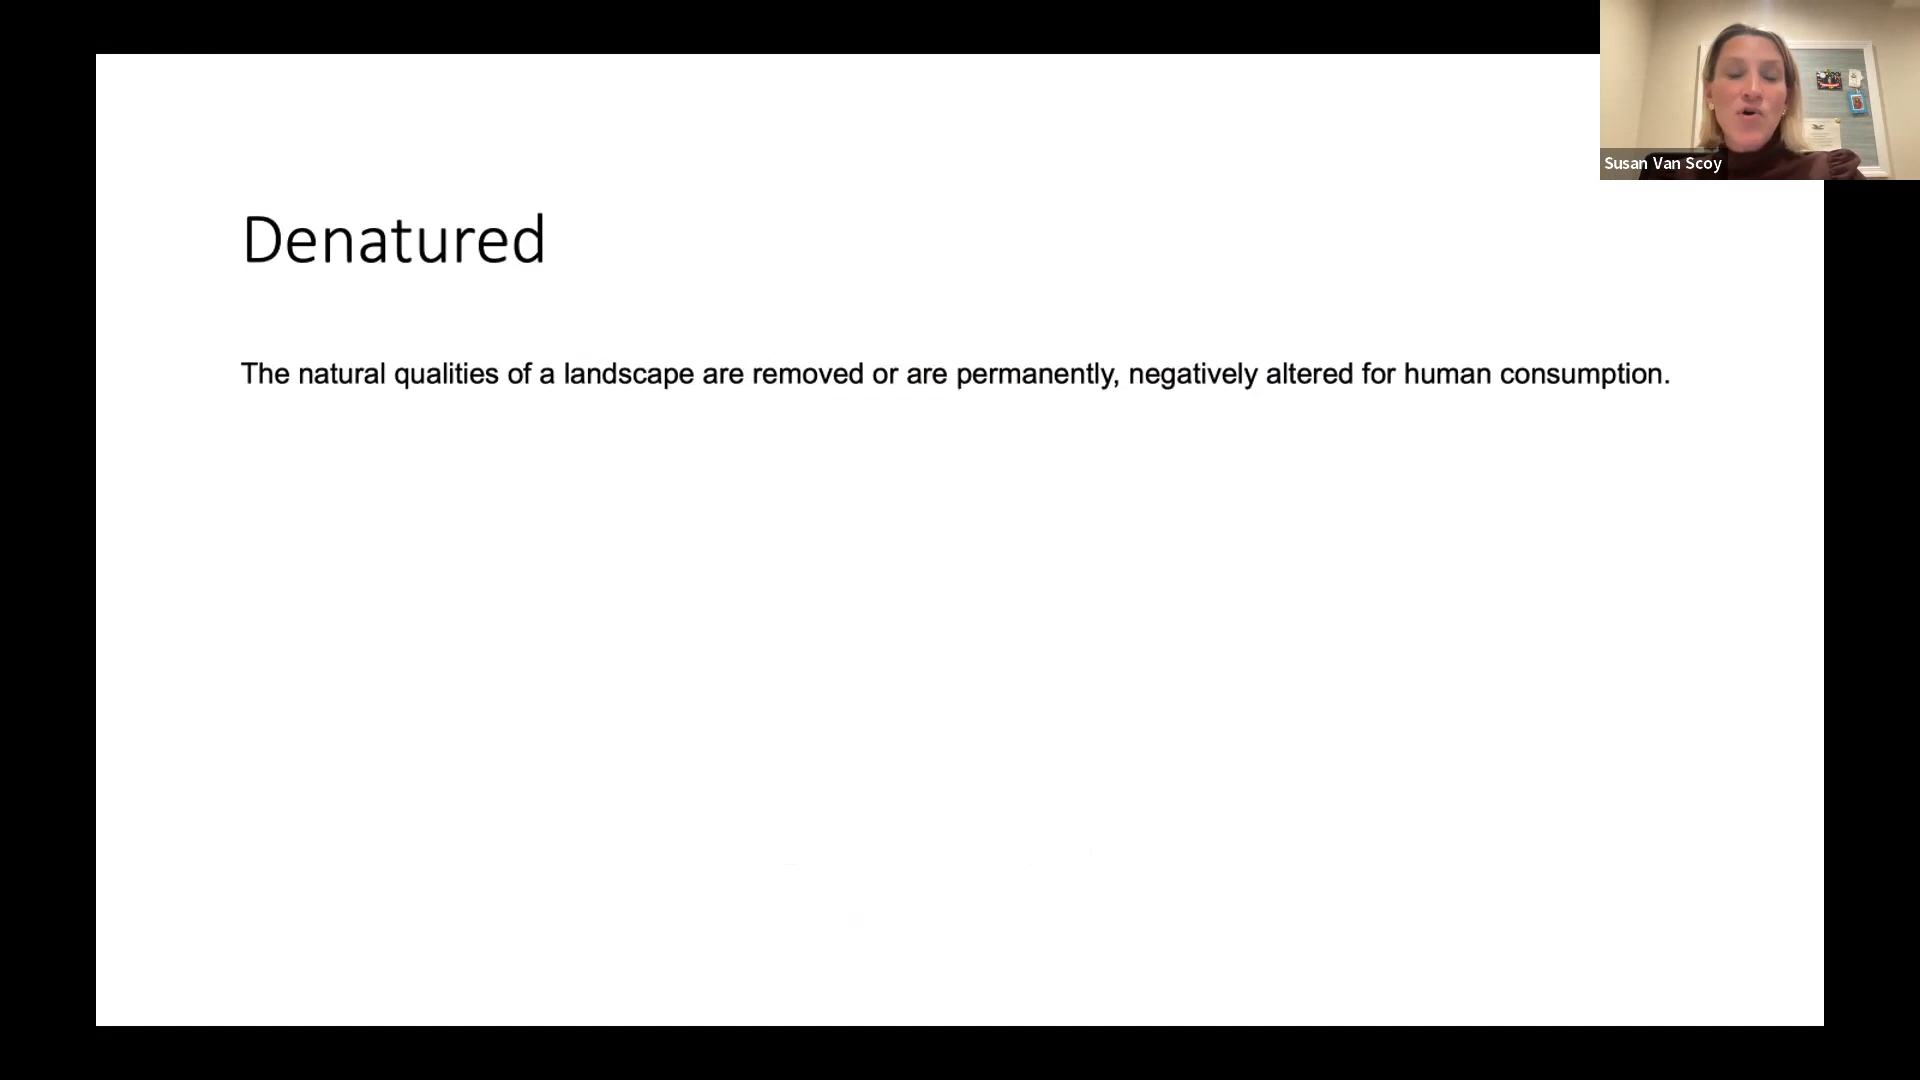 Denatured
The natural qualities of a landscape are removed or are permanently, negatively altered for human consumption.
Susan Van Scoy